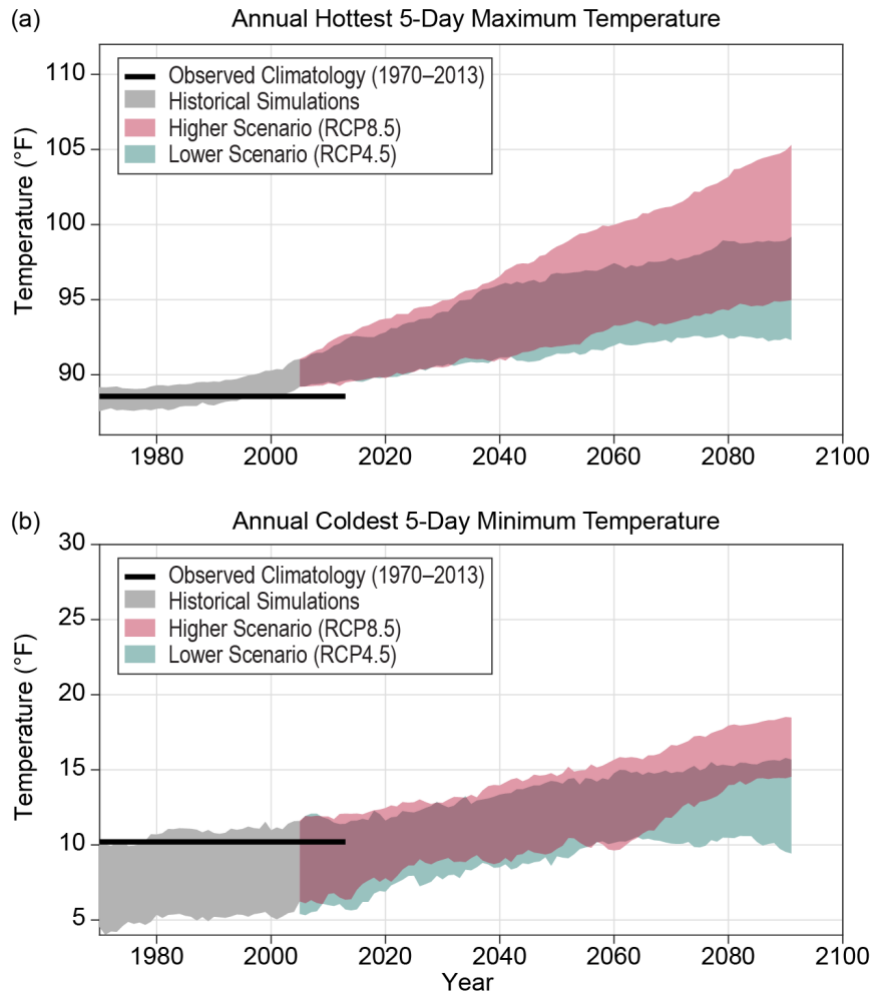 (a) Annual Hottest 5-Day Maximum Temperature
Observed Climatology (1970–2013)
Historical Simulations
Higher Scenario (RCP8.5)
Lower Scenario (RCP4.5)
Temperature (°F)
110
105
100
95
90
1980 2000 2020 2040 2060 2080 2100
(b) Annual Coldest 5-Day Minimum Temperature
Observed Climatology (1970–2013)
Historical Simulations
Higher Scenario (RCP8.5)
Lower Scenario (RCP4.5)
Temperature (°F)
30
25
20
15
10
5
1980 2000 2020 2040 2060 2080 2100
Year